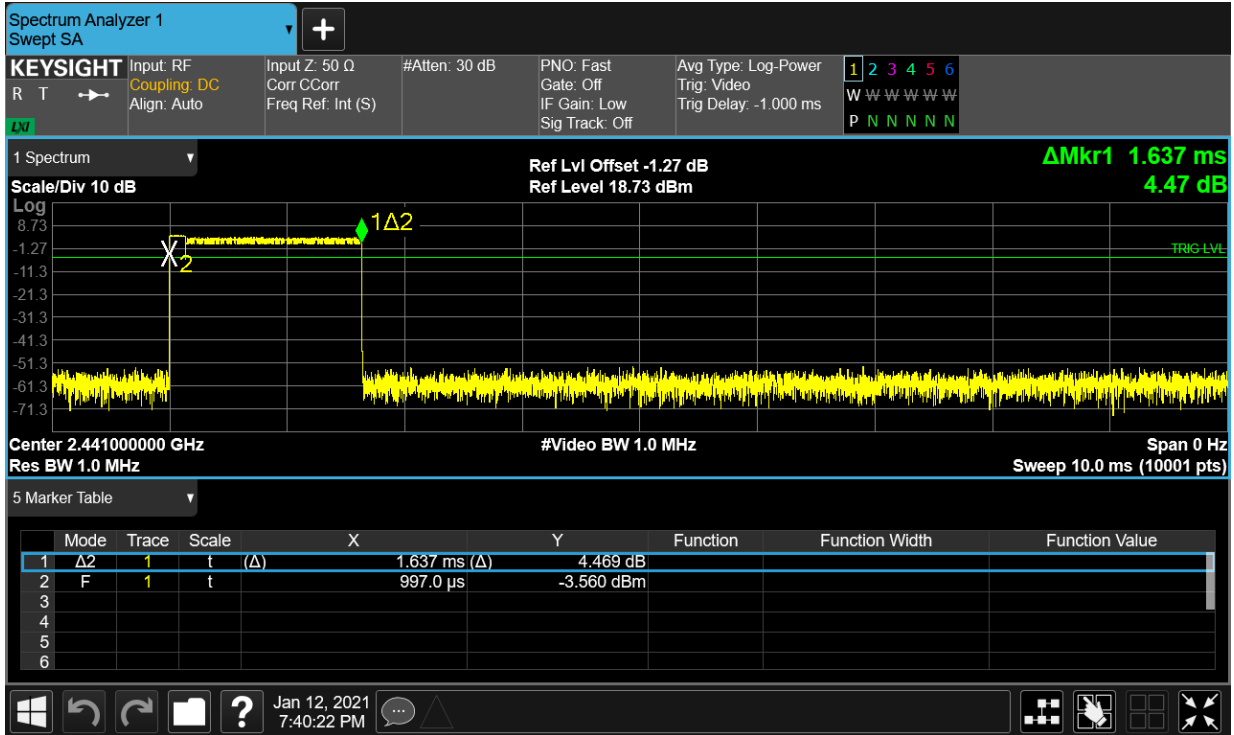 Spectrum Analyzer 1
Swept SA
KEYSIGHT
R T
LXI
Input: RF
Coupling: DC
Align: Auto
Input Z: 50 Ω
Corr CCorr
Freq Ref: Int (S)
#Atten: 30 dB
PNO: Fast
Gate: Off
IF Gain: Low
Sig Track: Off
Avg Type: Log-Power
Trig: Video
Trig Delay: -1.000 ms
1 2 3 4 5 6
W W W W W W
P N N N N N
1 Spectrum
Scale/Div 10 dB
Ref Lvl Offset -1.27 dB
Ref Level 18.73 dBm
ΔMkr1 1.637 ms
4.47 dB
Log
8.73
-1.27
-11.3
-21.3
-31.3
-41.3
-51.3
-61.3
-71.3
1Δ2
X
2
TRIG LVL
Center 2.441000000 GHz
#Video BW 1.0 MHz
Span 0 Hz
Res BW 1.0 MHz
Sweep 10.0 ms (10001 pts)
5 Marker Table
Mode Trace Scale X Y Function Function Width Function Value
1 Δ2 1 t (Δ) 1.637 ms (Δ) 4.469 dB
2 F 1 t 997.0 µs -3.560 dBm
3
4
5
6
?
Jan 12, 2021
7:40:22 PM